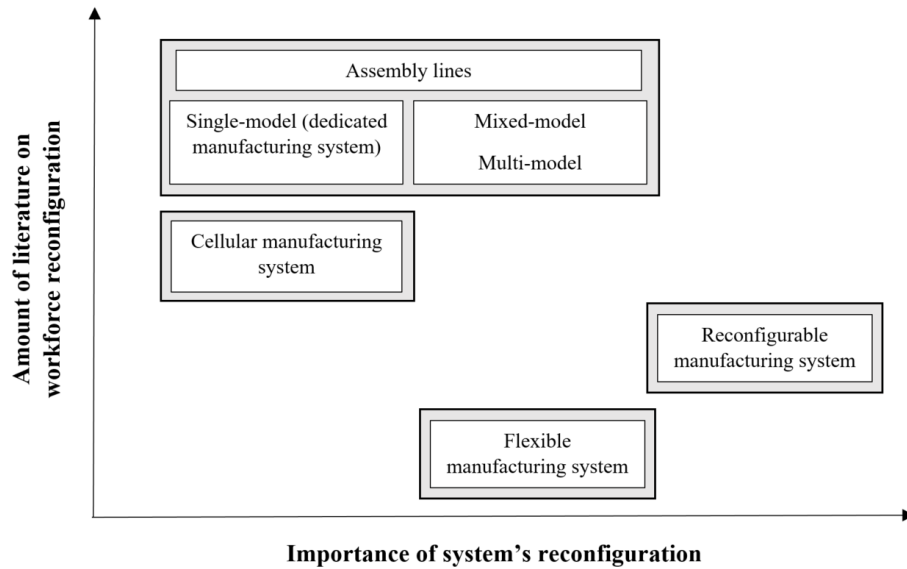 Amount of literature on
workforce reconfiguration
Assembly lines
Single-model (dedicated
manufacturing system)
Mixed-model
Multi-model
Cellular manufacturing
system
Reconfigurable
manufacturing system
Flexible
manufacturing system
Importance of system’s reconfiguration